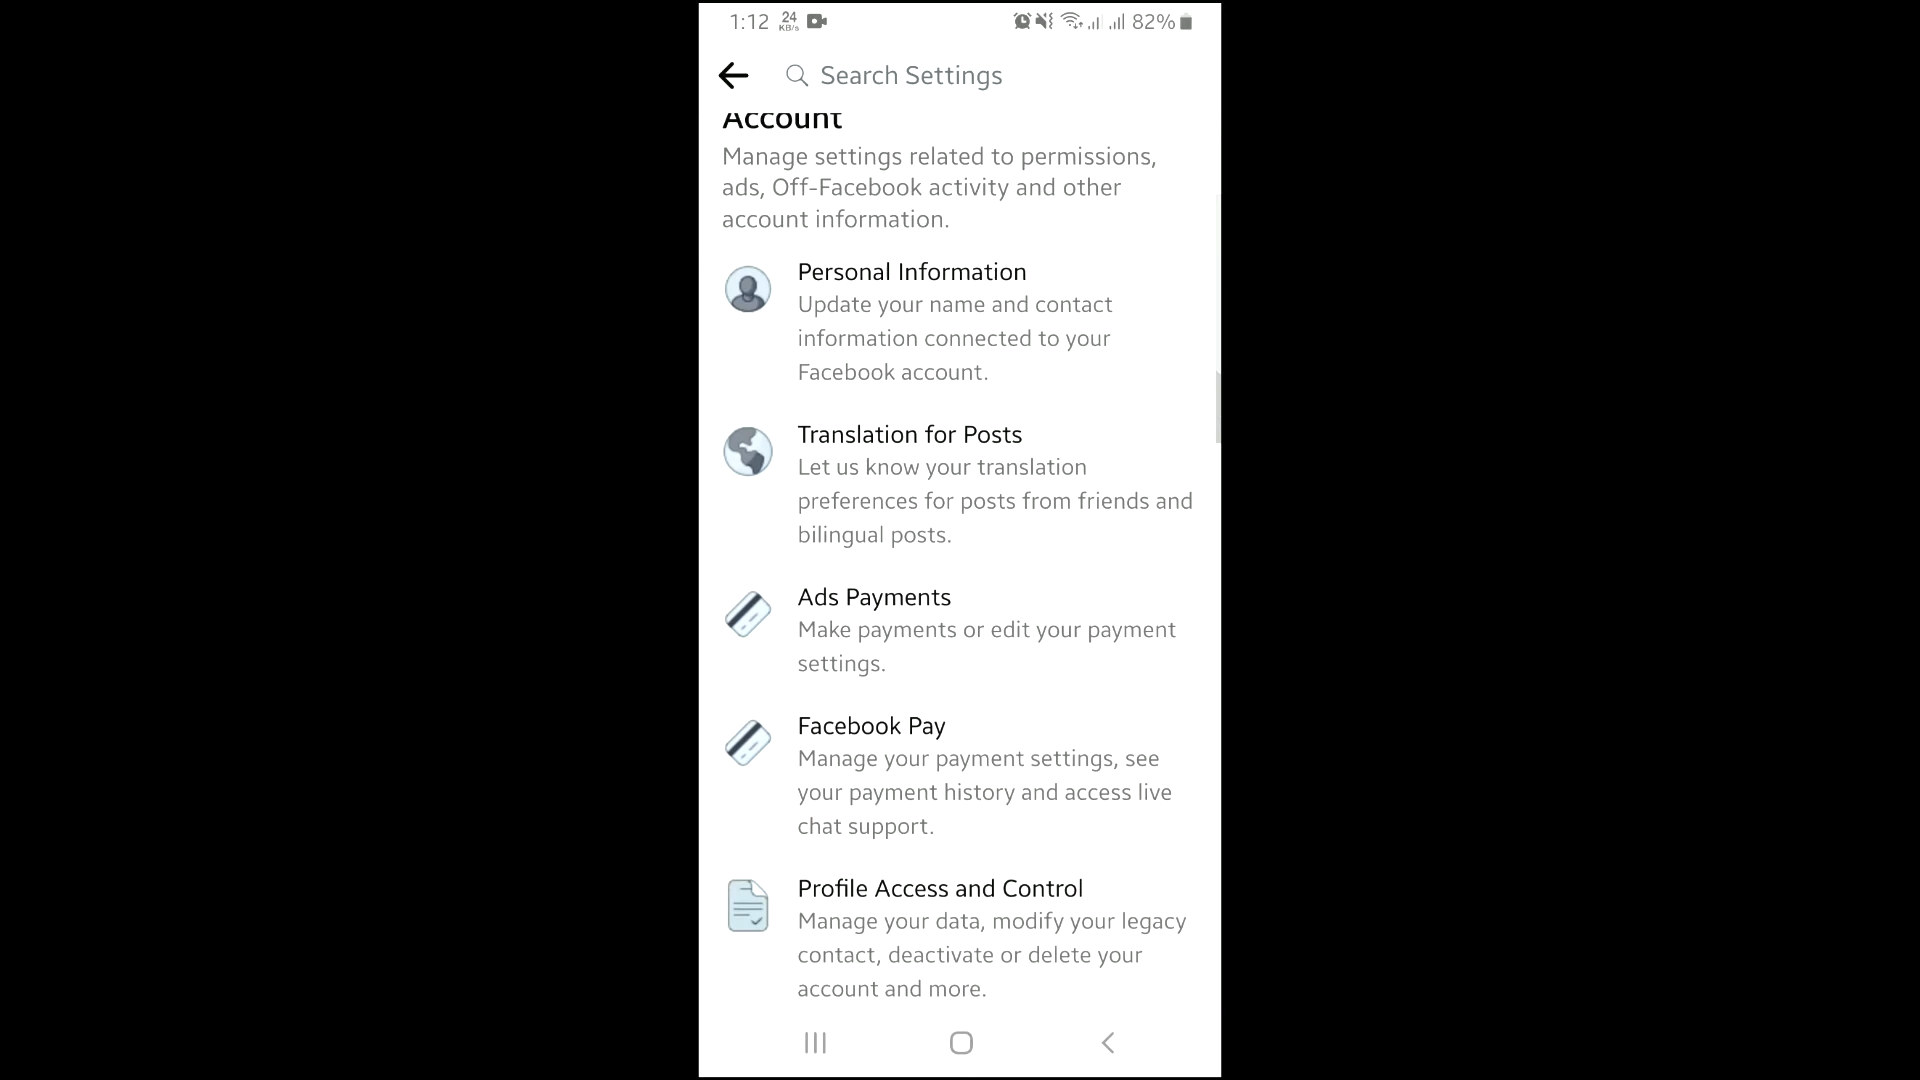 1:12 24 KB/s 82%
Search Settings
Account
Manage settings related to permissions,
ads, Off-Facebook activity and other
account information.
Personal Information
Update your name and contact
information connected to your
Facebook account.
Translation for Posts
Let us know your translation
preferences for posts from friends and
bilingual posts.
Ads Payments
Make payments or edit your payment
settings.
Facebook Pay
Manage your payment settings, see
your payment history and access live
chat support.
Profile Access and Control
Manage your data, modify your legacy
contact, deactivate or delete your
account and more.